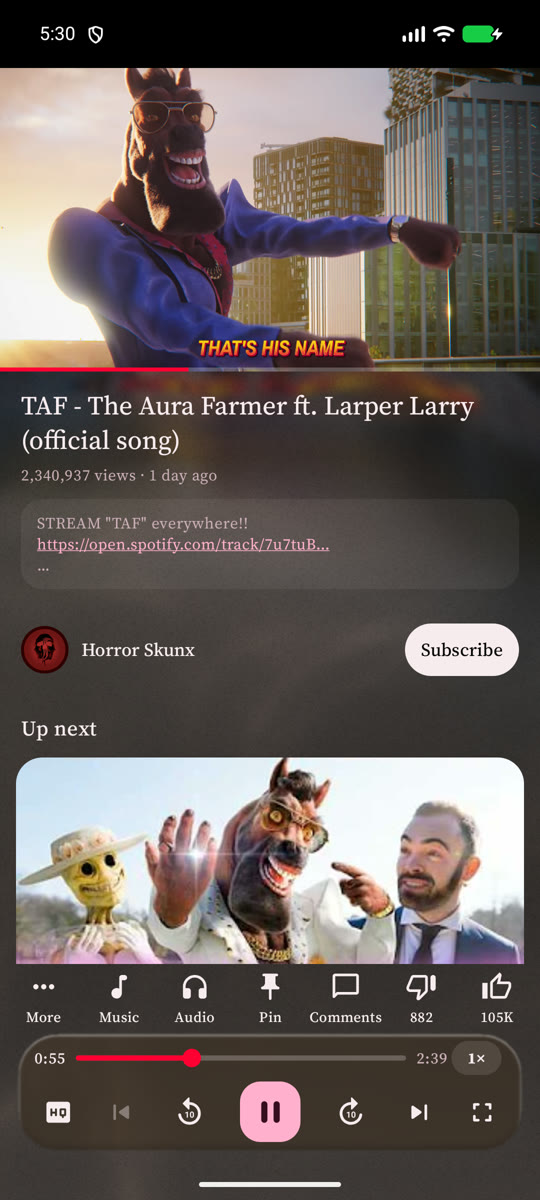 5:30
THAT'S HIS NAME
TAF - The Aura Farmer ft. Larper Larry
(official song)
2,340,937 views · 1 day ago
STREAM "TAF" everywhere!!
https://open.spotify.com/track/7u7tuB...
...
Horror Skunx
Subscribe
Up next
More
Music
Audio
Pin
Comments
882
105K
0:55
2:39
1×
HQ
10
10